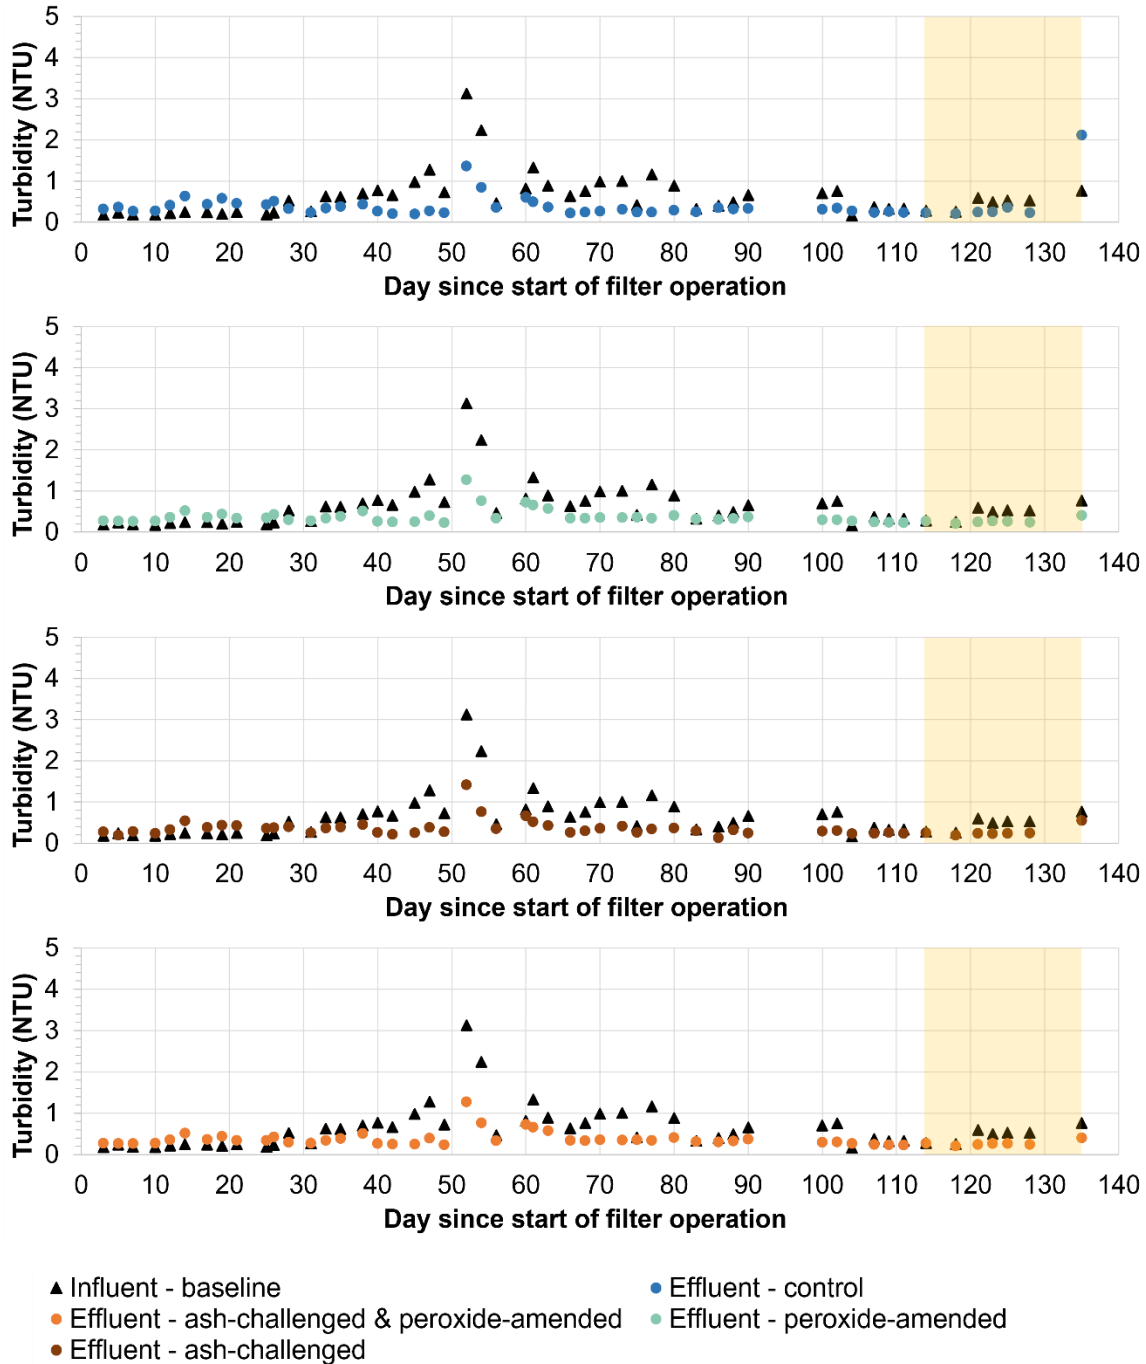 5
4
3
2
1
0
Turbidity (NTU)
0 10 20 30 40 50 60 70 80 90 100 110 120 130 140
Day since start of filter operation
5
4
3
2
1
0
Turbidity (NTU)
0 10 20 30 40 50 60 70 80 90 100 110 120 130 140
Day since start of filter operation
5
4
3
2
1
0
Turbidity (NTU)
0 10 20 30 40 50 60 70 80 90 100 110 120 130 140
Day since start of filter operation
5
4
3
2
1
0
Turbidity (NTU)
0 10 20 30 40 50 60 70 80 90 100 110 120 130 140
Day since start of filter operation
Influent - baseline
Effluent - control
Effluent - ash-challenged & peroxide-amended
Effluent - peroxide-amended
Effluent - ash-challenged